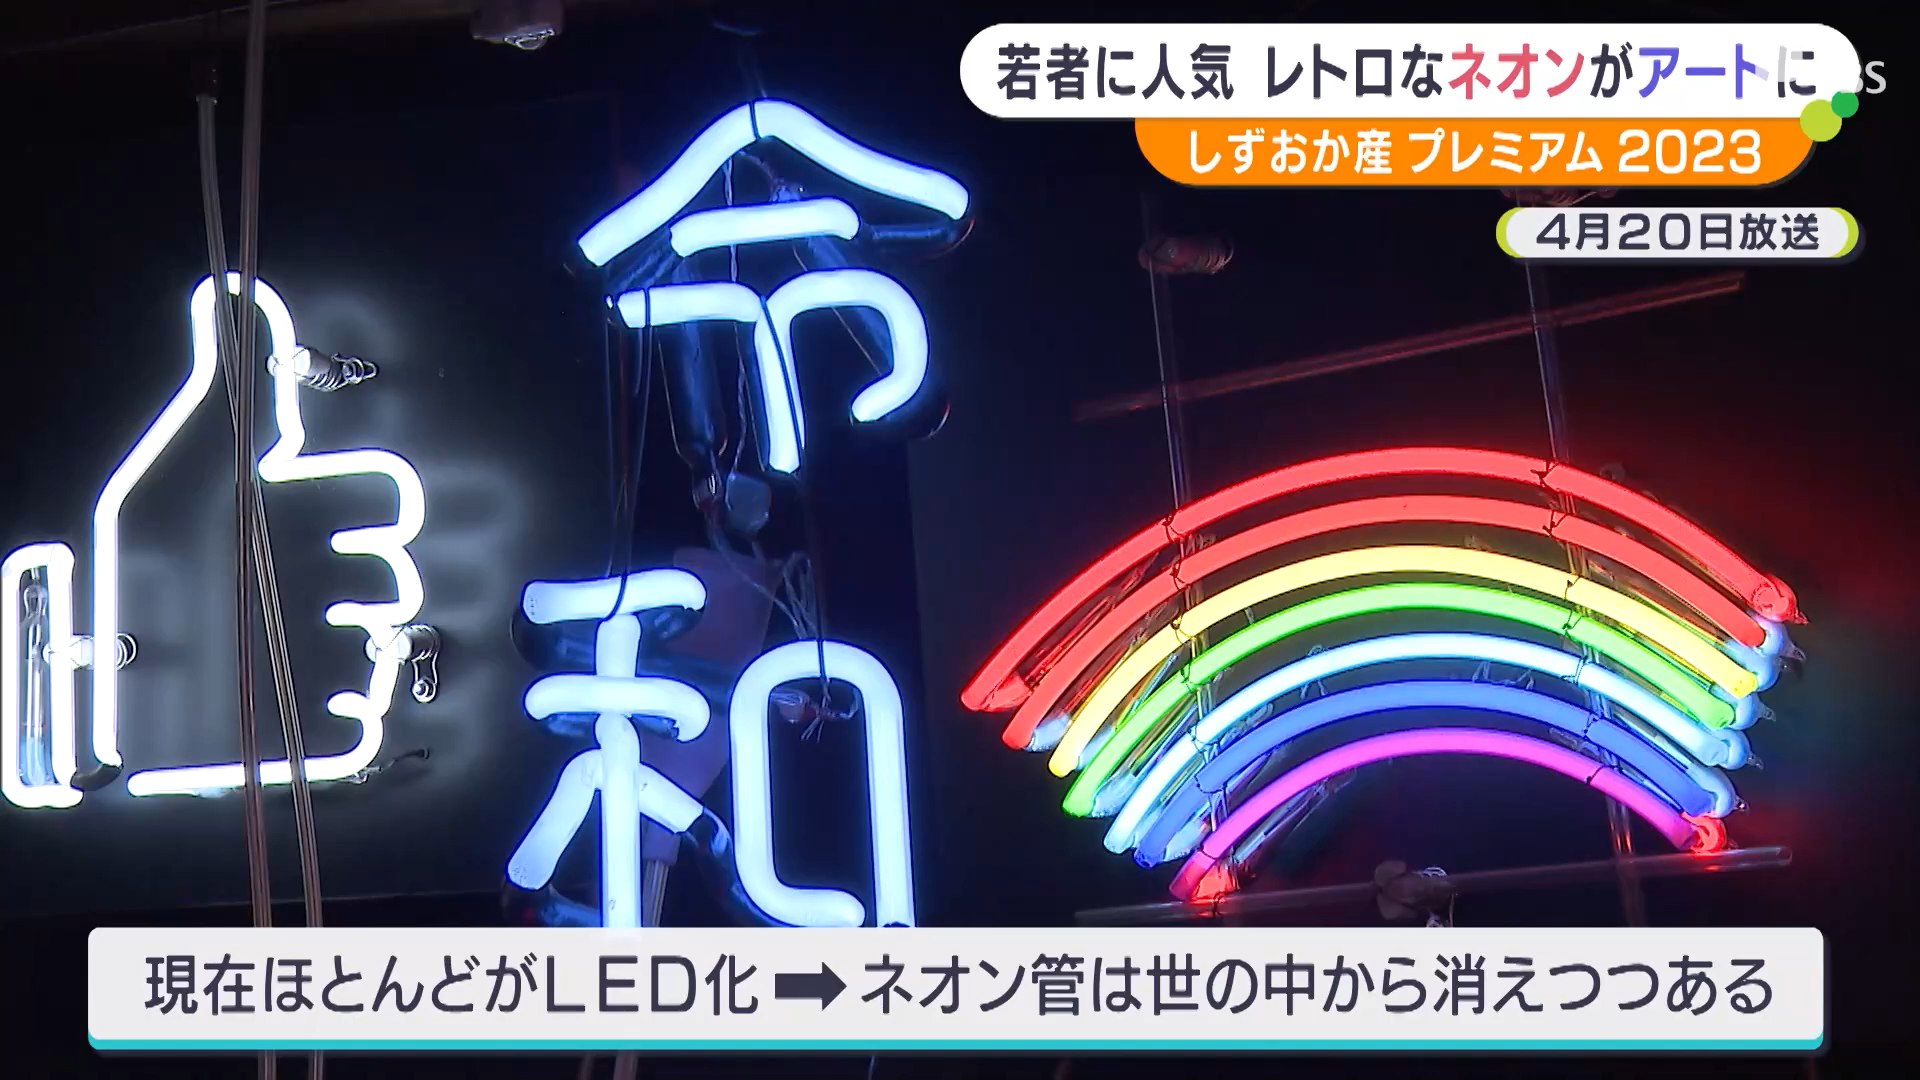 若者に人気 レトロなネオンがアートに
しずおか産 プレミアム 2023
4月20日放送
令
和
現在ほとんどがLED化➡ネオン管は世の中から消えつつある